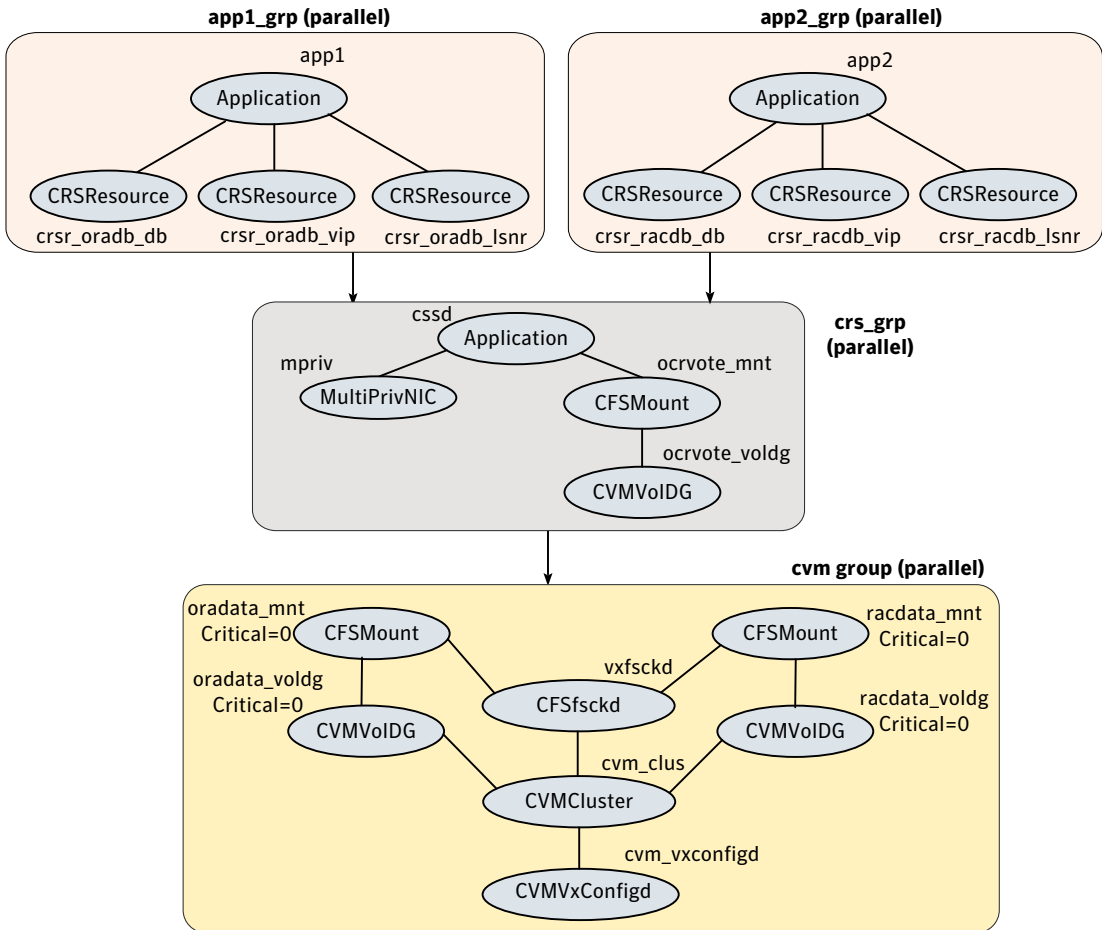 app1_grp (parallel)
app2_grp (parallel)
app1
Application
CRSResource
CRSResource
CRSResource
crsr_oradb_db
crsr_oradb_vip
crsr_oradb_lsnr
app2
Application
CRSResource
CRSResource
CRSResource
crsr_racdb_db
crsr_racdb_vip
crsr_racdb_lsnr
crs_grp
(parallel)
cssd
Application
mpriv
MultiPrivNIC
ocrvote_mnt
CFSMount
ocrvote_voldg
CVMVolDG
cvm group (parallel)
oradata_mnt
Critical=0
CFSMount
oradata_voldg
Critical=0
CVMVolDG
vxfsckd
CFSfsckd
CFSMount
racdata_mnt
Critical=0
CVMVolDG
racdata_voldg
Critical=0
cvm_clus
CVMCluster
cvm_vxconfigd
CVMVxConfigd